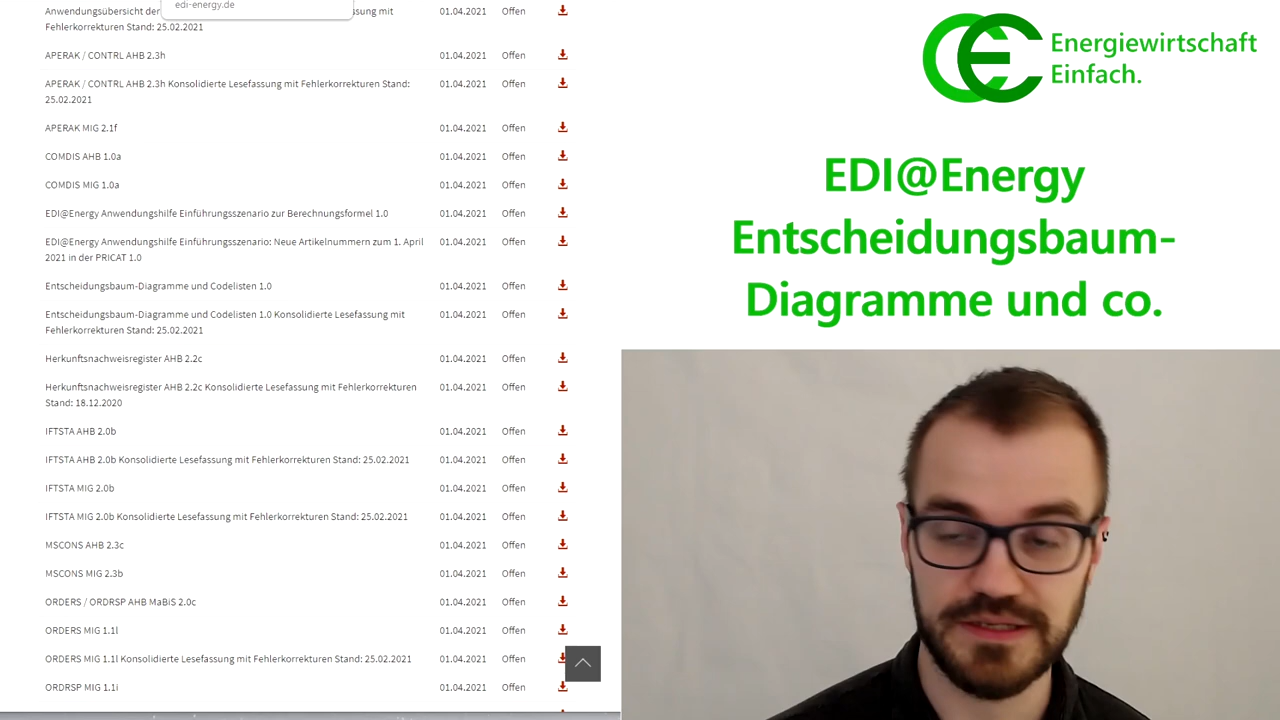 edi-energy.de
Anwendungsübersicht der
ssung mit
01.04.2021 Offen
Fehlerkorrekturen Stand: 25.02.2021
APERAK / CONTRL AHB 2.3h 01.04.2021 Offen
APERAK / CONTRL AHB 2.3h Konsolidierte Lesefassung mit Fehlerkorrekturen Stand: 01.04.2021 Offen
25.02.2021
APERAK MIG 2.1f 01.04.2021 Offen
COMDIS AHB 1.0a 01.04.2021 Offen
COMDIS MIG 1.0a 01.04.2021 Offen
EDI@Energy Anwendungshilfe Einführungsszenario zur Berechnungsformel 1.0 01.04.2021 Offen
EDI@Energy Anwendungshilfe Einführungsszenario: Neue Artikelnummern zum 1. April 01.04.2021 Offen
2021 in der PRICAT 1.0
Entscheidungsbaum-Diagramme und Codelisten 1.0 01.04.2021 Offen
Entscheidungsbaum-Diagramme und Codelisten 1.0 Konsolidierte Lesefassung mit 01.04.2021 Offen
Fehlerkorrekturen Stand: 25.02.2021
Herkunftsnachweisregister AHB 2.2c 01.04.2021 Offen
Herkunftsnachweisregister AHB 2.2c Konsolidierte Lesefassung mit Fehlerkorrekturen 01.04.2021 Offen
Stand: 18.12.2020
IFTSTA AHB 2.0b 01.04.2021 Offen
IFTSTA AHB 2.0b Konsolidierte Lesefassung mit Fehlerkorrekturen Stand: 25.02.2021 01.04.2021 Offen
IFTSTA MIG 2.0b 01.04.2021 Offen
IFTSTA MIG 2.0b Konsolidierte Lesefassung mit Fehlerkorrekturen Stand: 25.02.2021 01.04.2021 Offen
MSCONS AHB 2.3c 01.04.2021 Offen
MSCONS MIG 2.3b 01.04.2021 Offen
ORDERS / ORDRSP AHB MaBiS 2.0c 01.04.2021 Offen
ORDERS MIG 1.1l 01.04.2021 Offen
ORDERS MIG 1.1l Konsolidierte Lesefassung mit Fehlerkorrekturen Stand: 25.02.2021 01.04.2021 Offen
ORDRSP MIG 1.1i 01.04.2021 Offen
Energiewirtschaft
Einfach.
EDI@Energy
Entscheidungsbaum-
Diagramme und co.